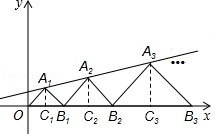 y
A₁ A₂ A₃ •••
O C₁ B₁ C₂ B₂ C₃ B₃ x